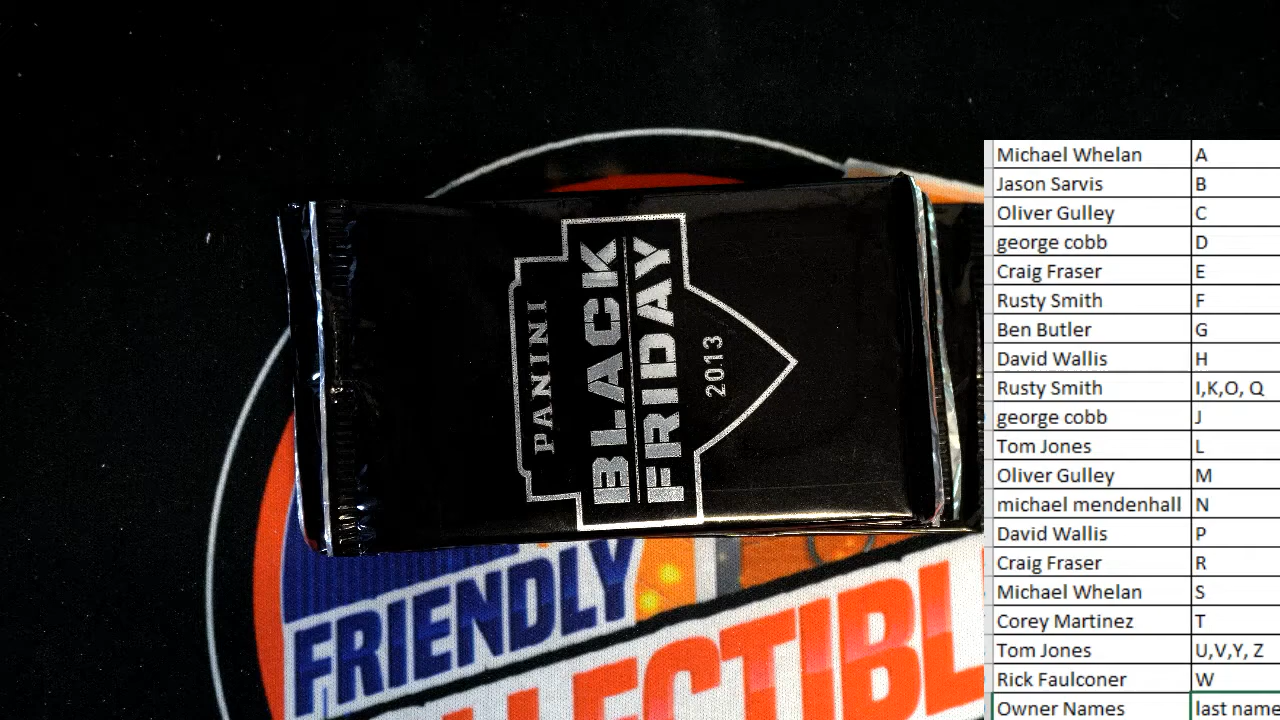 PANINI
BLACK
FRIDAY
2013
FRIENDLY
Michael Whelan A
Jason Sarvis B
Oliver Gulley C
george cobb D
Craig Fraser E
Rusty Smith F
Ben Butler G
David Wallis H
Rusty Smith I,K,O, Q
george cobb J
Tom Jones L
Oliver Gulley M
michael mendenhall N
David Wallis P
Craig Fraser R
Michael Whelan S
Corey Martinez T
Tom Jones U,V,Y, Z
Rick Faulconer W
Owner Names last name